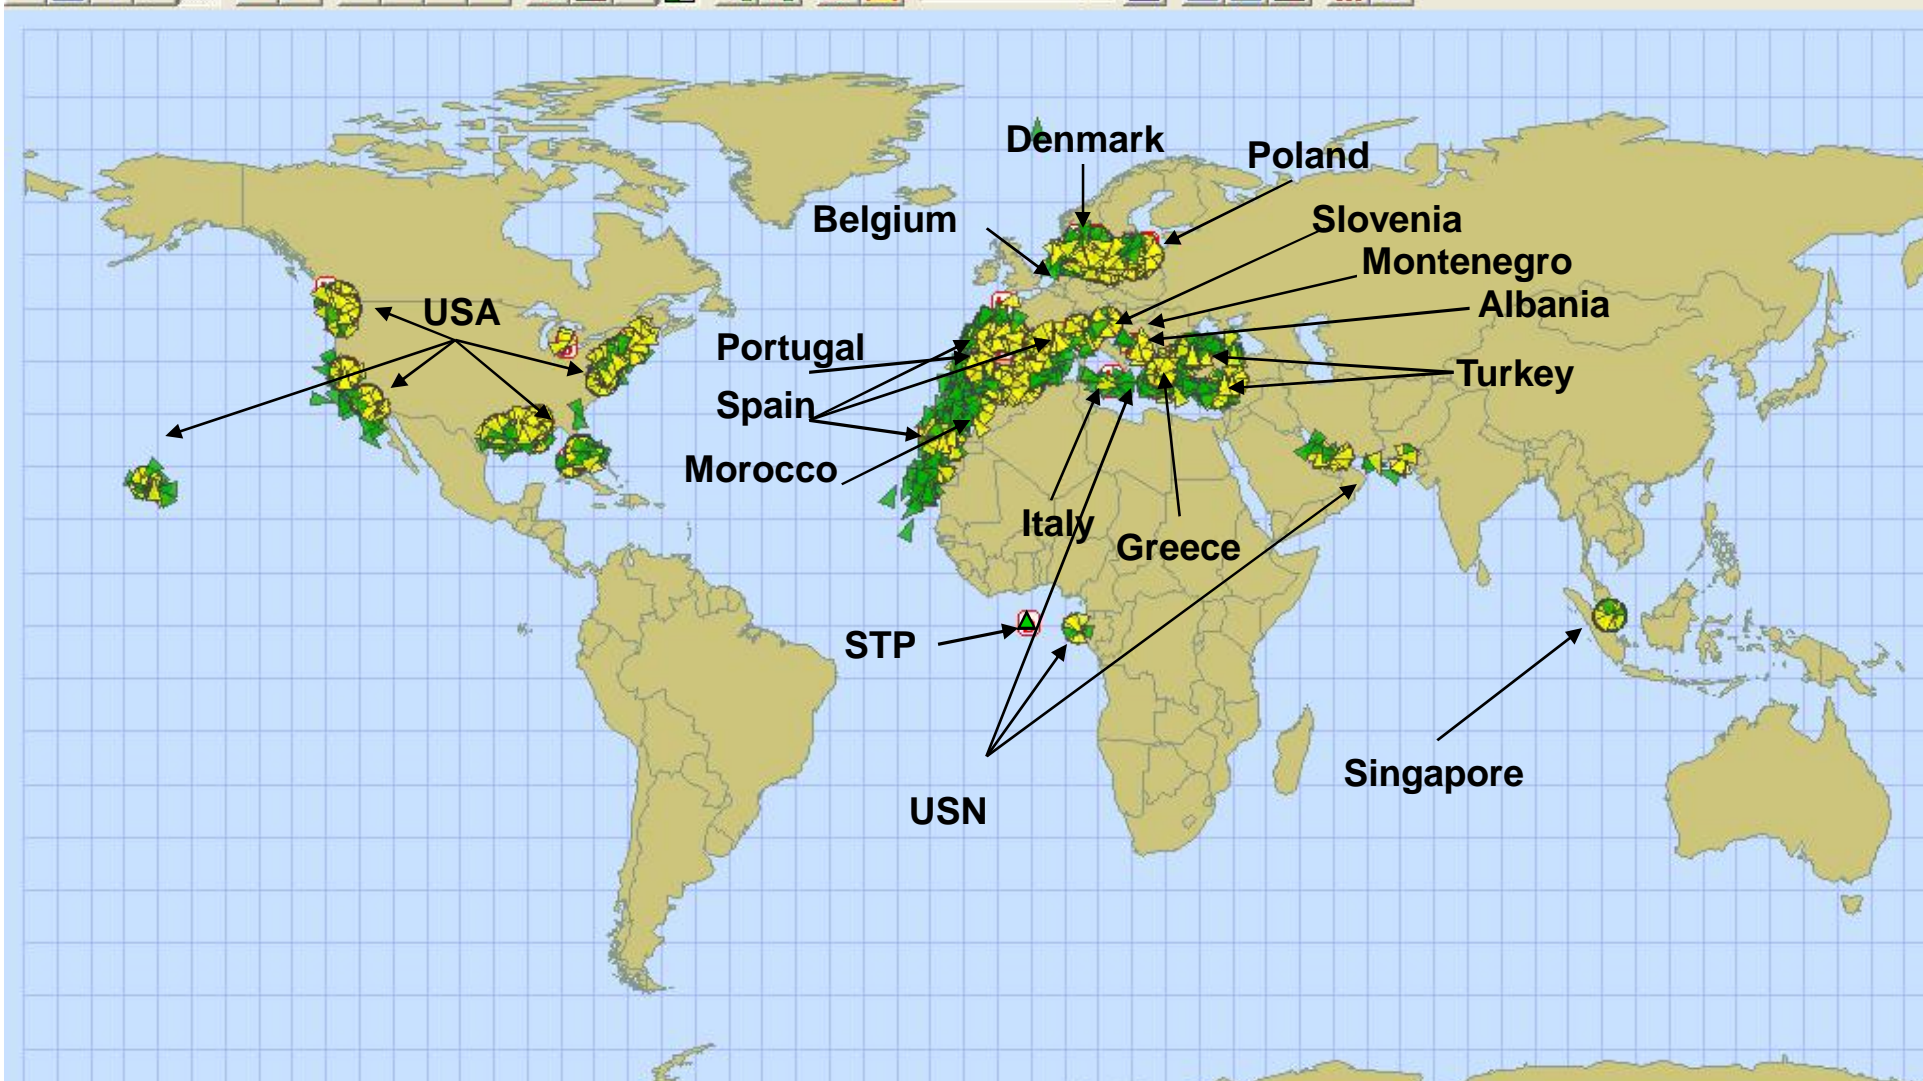 Denmark
Poland
Belgium
Slovenia
Montenegro
USA
Albania
Portugal
Turkey
Spain
Morocco
Italy
Greece
STP
Singapore
USN